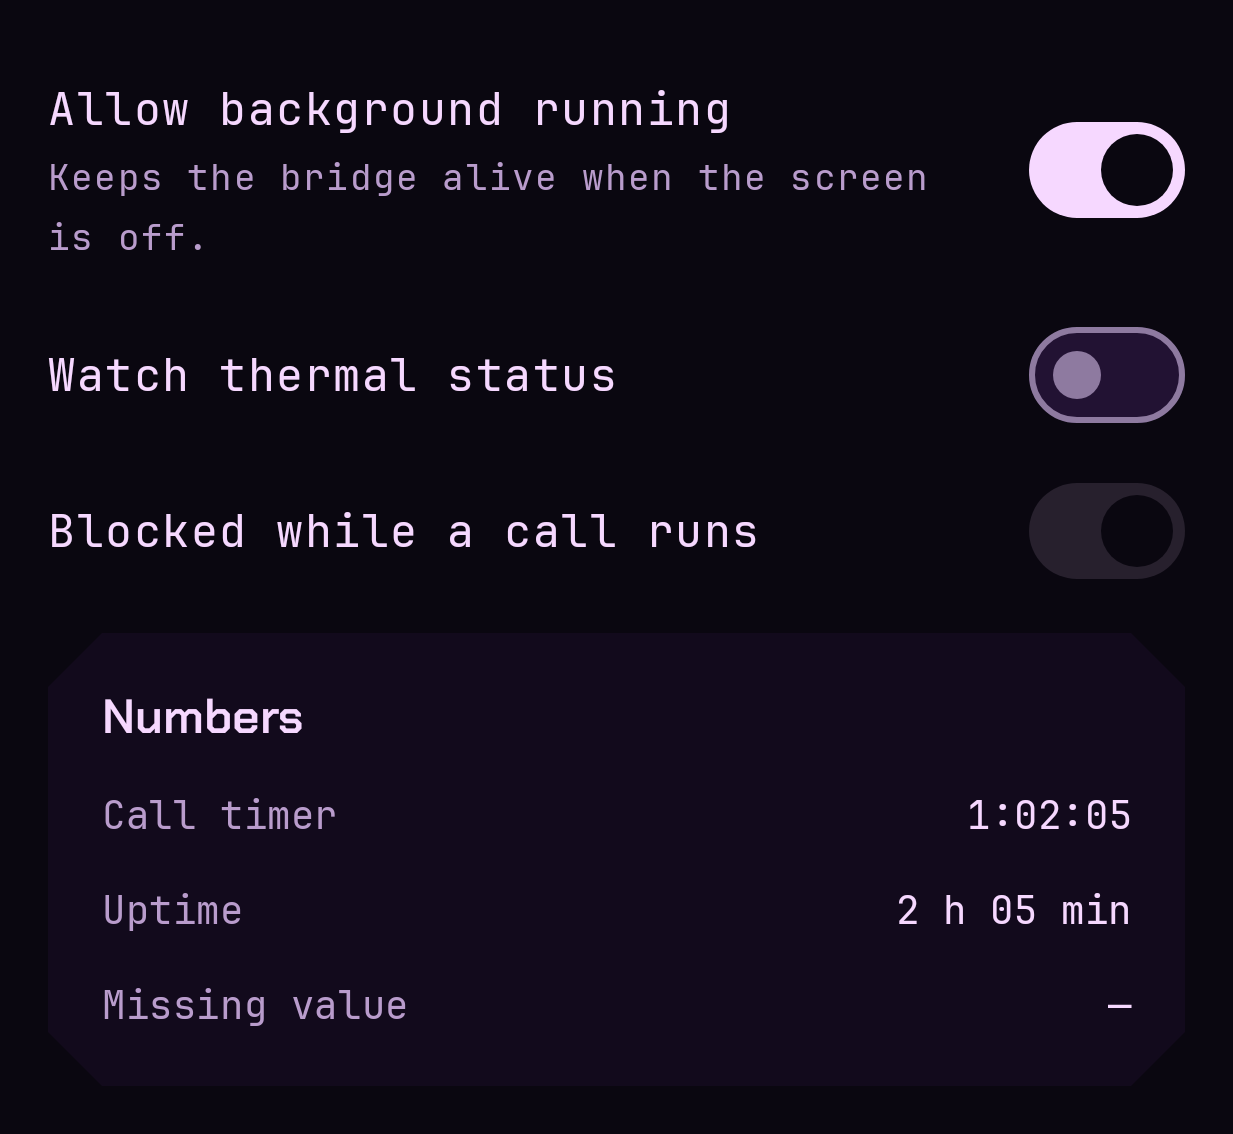 Allow background running
Keeps the bridge alive when the screen
is off.
Watch thermal status
Blocked while a call runs
Numbers
Call timer 1:02:05
Uptime 2 h 05 min
Missing value –